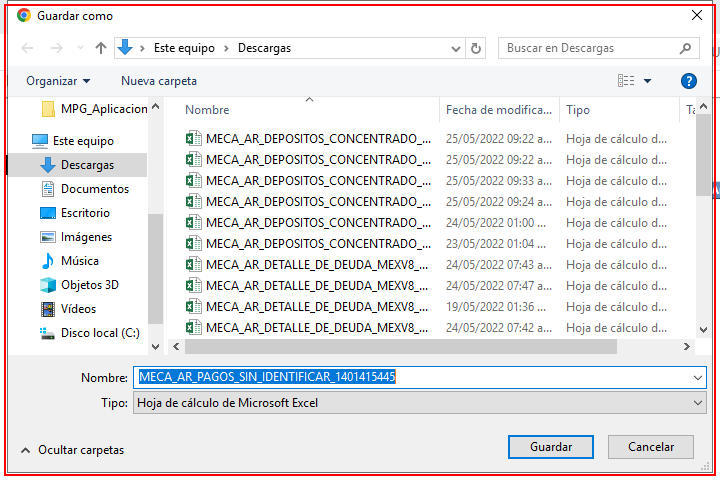 Guardar como
Este equipo > Descargas
Buscar en Descargas
Organizar
Nueva carpeta
MPG_Aplicacion
Este equipo
Descargas
Documentos
Escritorio
Imágenes
Música
Objetos 3D
Vídeos
Disco local (C:)
Nombre Fecha de modifica... Tipo Ta
MECA_AR_DEPOSITOS_CONCENTRADO_... 25/05/2022 09:22 a... Hoja de cálculo d...
MECA_AR_DEPOSITOS_CONCENTRADO_... 25/05/2022 09:22 a... Hoja de cálculo d...
MECA_AR_DEPOSITOS_CONCENTRADO_... 25/05/2022 09:33 a... Hoja de cálculo d...
MECA_AR_DEPOSITOS_CONCENTRADO_... 25/05/2022 09:24 a... Hoja de cálculo d...
MECA_AR_DEPOSITOS_CONCENTRADO_... 24/05/2022 01:00 ... Hoja de cálculo d...
MECA_AR_DEPOSITOS_CONCENTRADO_... 23/05/2022 01:04 ... Hoja de cálculo d...
MECA_AR_DETALLE_DE_DEUDA_MEXV8_... 24/05/2022 07:43 a... Hoja de cálculo d...
MECA_AR_DETALLE_DE_DEUDA_MEXV8_... 24/05/2022 07:47 a... Hoja de cálculo d...
MECA_AR_DETALLE_DE_DEUDA_MEXV8_... 19/05/2022 01:36 ... Hoja de cálculo d...
MECA_AR_DETALLE_DE_DEUDA_MEXV8_... 24/05/2022 07:42 a... Hoja de cálculo d...
Nombre: MECA_AR_PAGOS_SIN_IDENTIFICAR_1401415445
Tipo: Hoja de cálculo de Microsoft Excel
Ocultar carpetas
Guardar
Cancelar